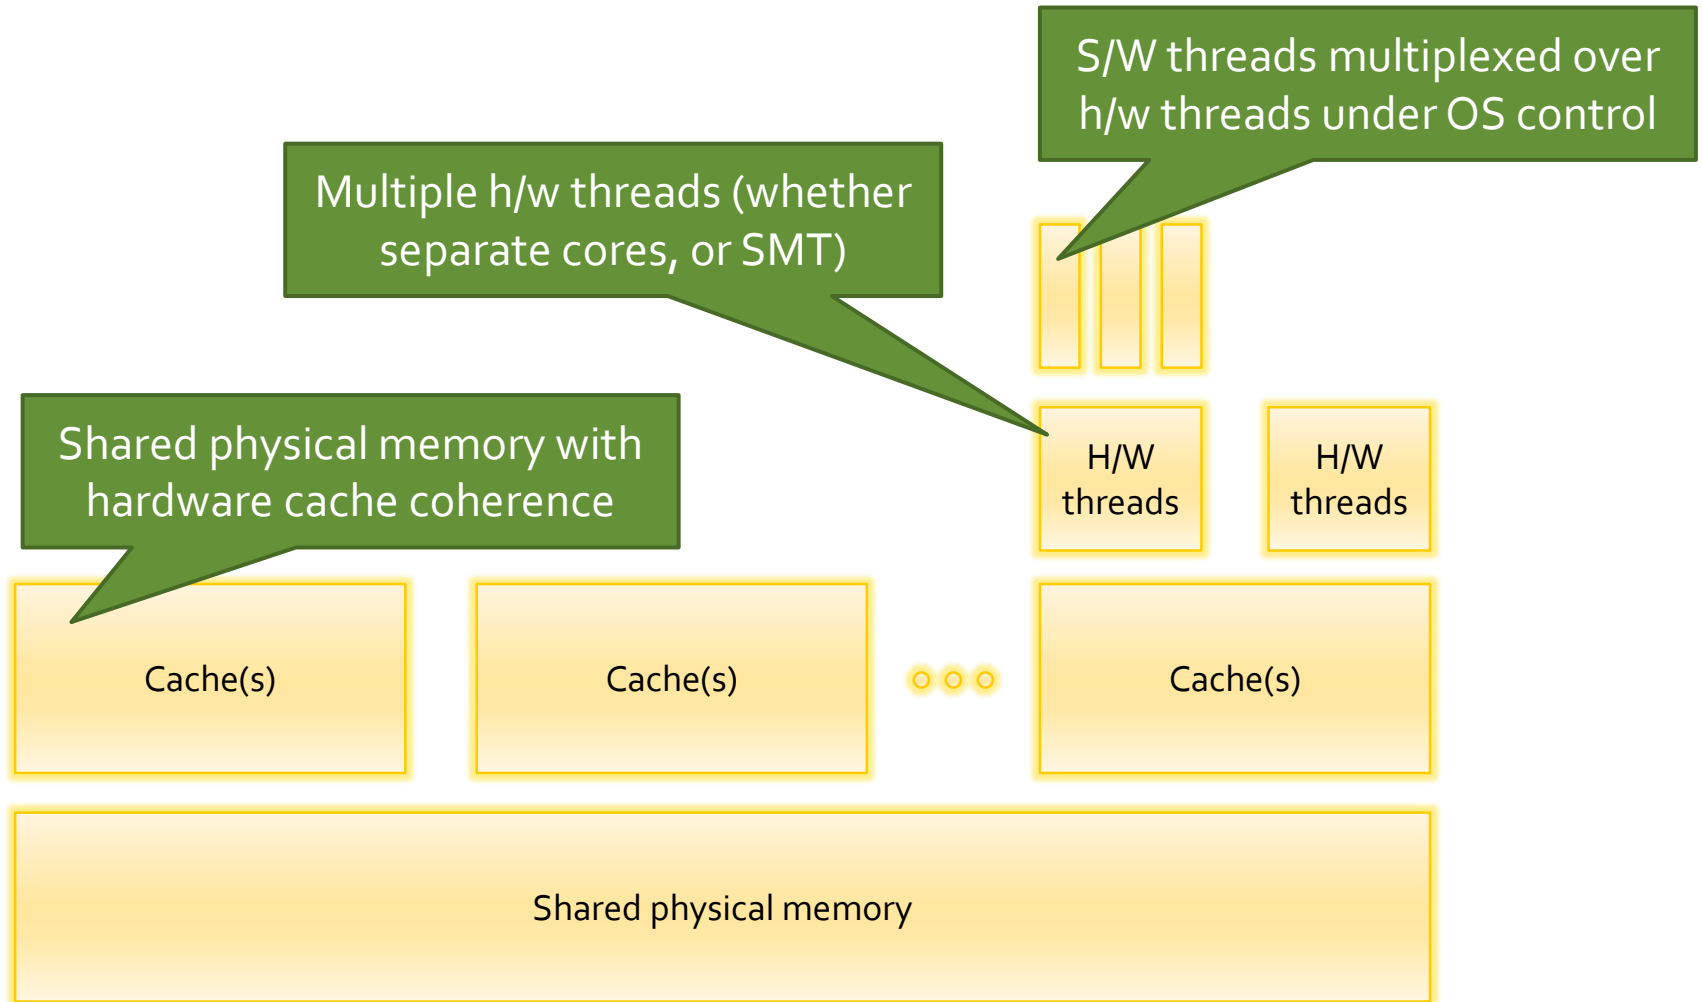 S/W threads multiplexed over
h/w threads under OS control
Multiple h/w threads (whether
separate cores, or SMT)
Shared physical memory with
hardware cache coherence
H/W
threads
H/W
threads
Cache(s)
Cache(s)
Cache(s)
Shared physical memory